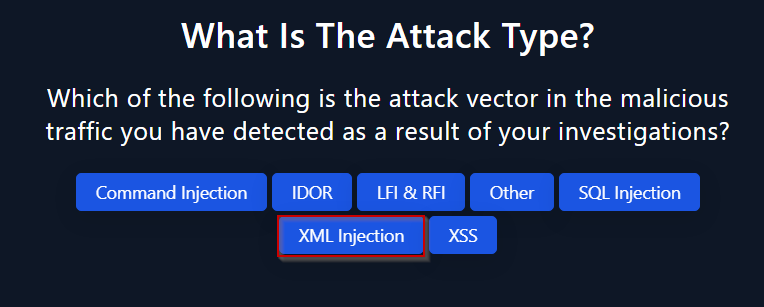 What Is The Attack Type?
Which of the following is the attack vector in the malicious
traffic you have detected as a result of your investigations?
Command Injection IDOR LFI & RFI Other SQL Injection
XML Injection XSS